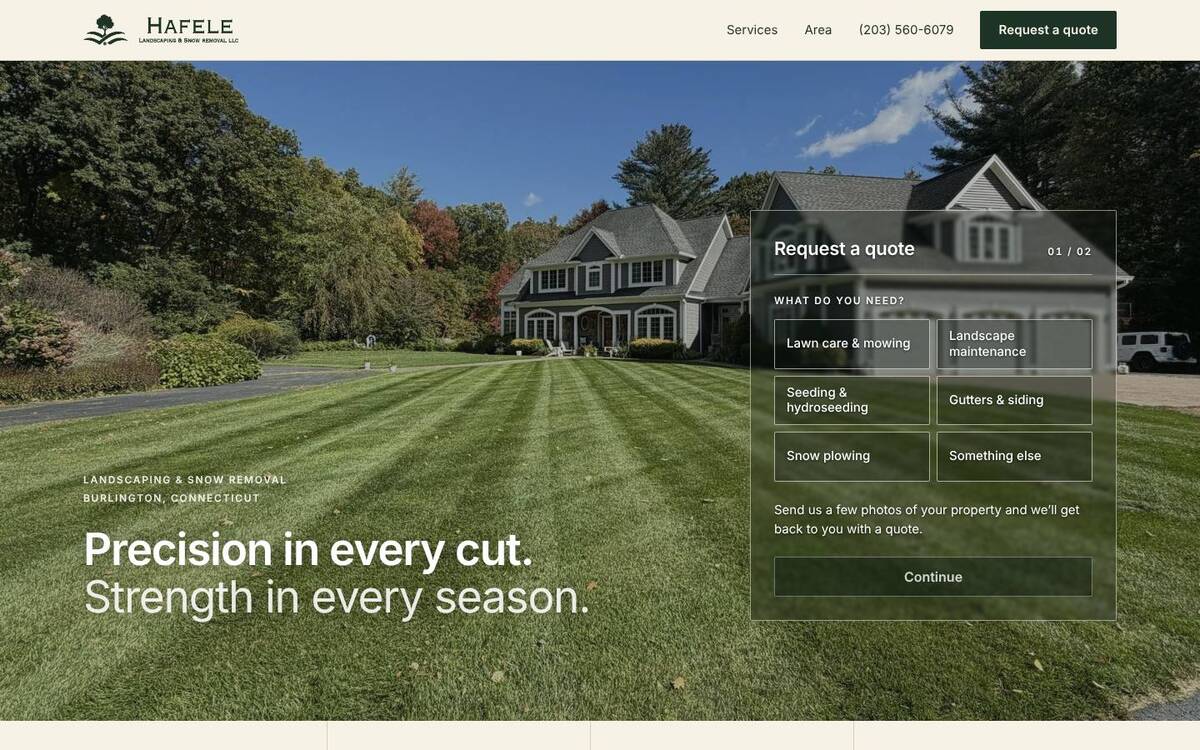 HAFELE
LANDSCAPING & SNOW REMOVAL LLC
Services
Area
(203) 560-6079
Request a quote
Request a quote
01 / 02
WHAT DO YOU NEED?
Lawn care & mowing
Landscape
maintenance
Seeding &
hydroseeding
Gutters & siding
Snow plowing
Something else
Send us a few photos of your property and we’ll get
back to you with a quote.
Continue
LANDSCAPING & SNOW REMOVAL
BURLINGTON, CONNECTICUT
Precision in every cut.
Strength in every season.